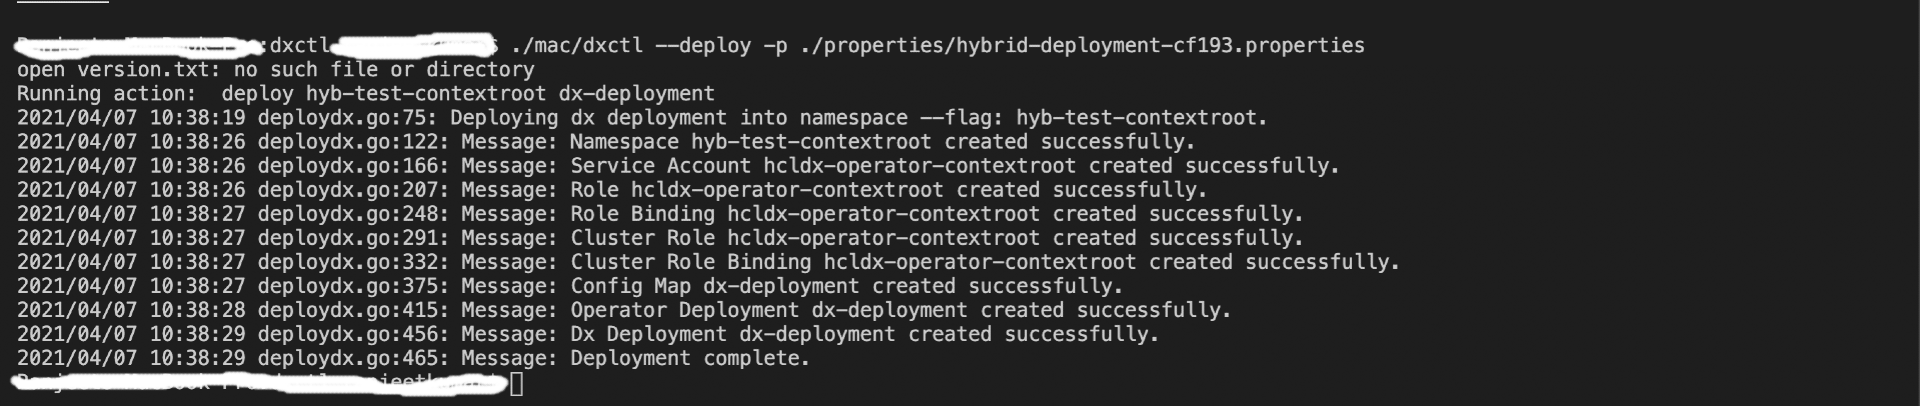 :dxctl ./mac/dxctl --deploy -p ./properties/hybrid-deployment-cf193.properties
open version.txt: no such file or directory
Running action:  deploy hyb-test-contextroot dx-deployment
2021/04/07 10:38:19 deploydx.go:75: Deploying dx deployment into namespace --flag: hyb-test-contextroot.
2021/04/07 10:38:26 deploydx.go:122: Message: Namespace hyb-test-contextroot created successfully.
2021/04/07 10:38:26 deploydx.go:166: Message: Service Account hcldx-operator-contextroot created successfully.
2021/04/07 10:38:26 deploydx.go:207: Message: Role hcldx-operator-contextroot created successfully.
2021/04/07 10:38:27 deploydx.go:248: Message: Role Binding hcldx-operator-contextroot created successfully.
2021/04/07 10:38:27 deploydx.go:291: Message: Cluster Role hcldx-operator-contextroot created successfully.
2021/04/07 10:38:27 deploydx.go:332: Message: Cluster Role Binding hcldx-operator-contextroot created successfully.
2021/04/07 10:38:27 deploydx.go:375: Message: Config Map dx-deployment created successfully.
2021/04/07 10:38:28 deploydx.go:415: Message: Operator Deployment dx-deployment created successfully.
2021/04/07 10:38:29 deploydx.go:456: Message: Dx Deployment dx-deployment created successfully.
2021/04/07 10:38:29 deploydx.go:465: Message: Deployment complete.